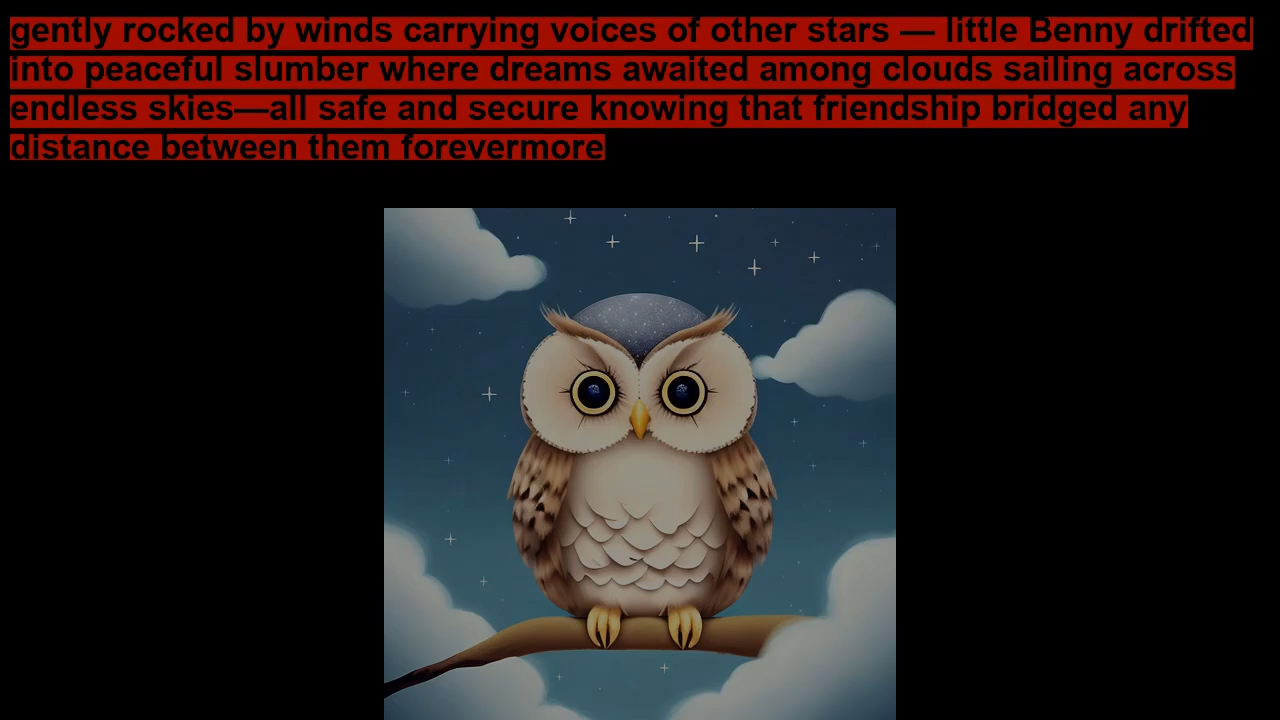 gently rocked by winds carrying voices of other stars — little Benny drifted
into peaceful slumber where dreams awaited among clouds sailing across
endless skies—all safe and secure knowing that friendship bridged any
distance between them forevermore